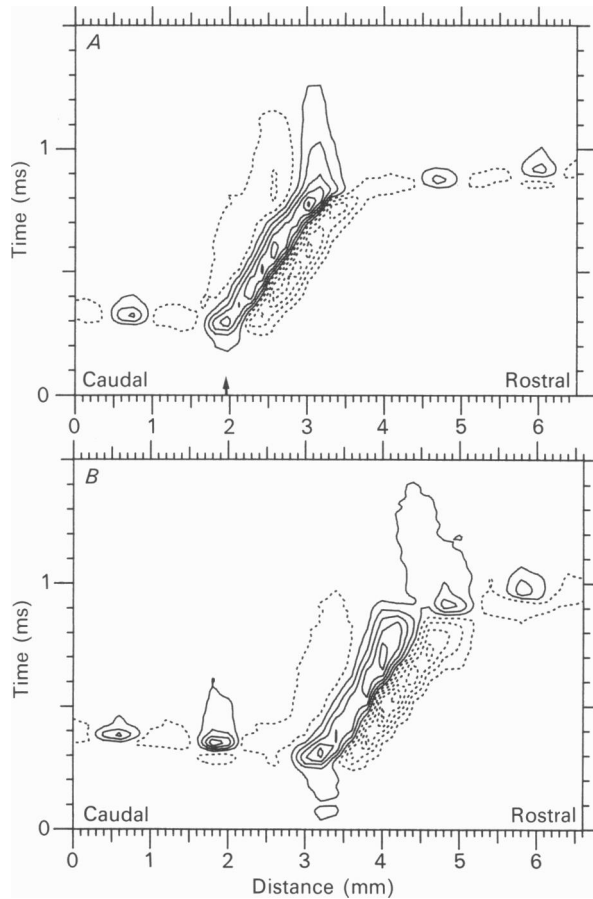 A
Time (ms)
1
0
Caudal
Rostral
0 1 2 3 4 5 6
B
Time (ms)
1
0
Caudal
Rostral
0 1 2 3 4 5 6
Distance (mm)